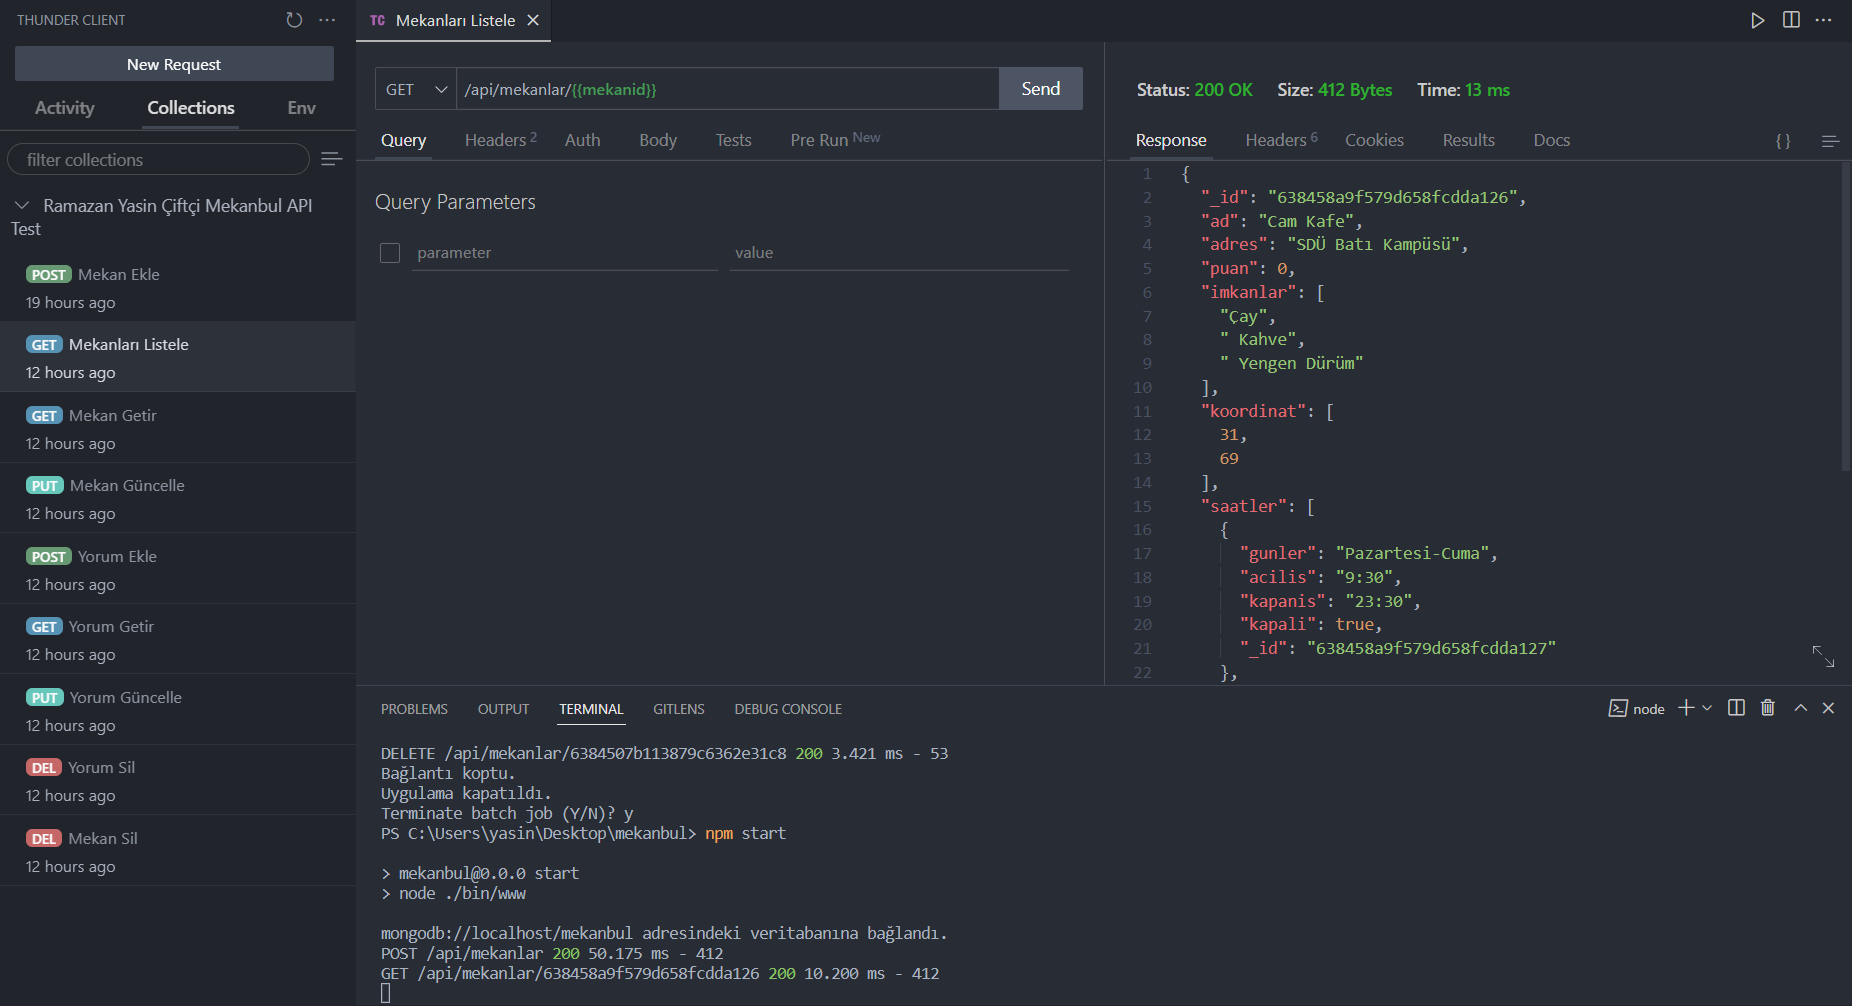 THUNDER CLIENT
New Request
Activity Collections Env
filter collections
Ramazan Yasin Çiftçi Mekanbul API
Test
POST Mekan Ekle
19 hours ago
GET Mekanları Listele
12 hours ago
GET Mekan Getir
12 hours ago
PUT Mekan Güncelle
12 hours ago
POST Yorum Ekle
12 hours ago
GET Yorum Getir
12 hours ago
PUT Yorum Güncelle
12 hours ago
DEL Yorum Sil
12 hours ago
DEL Mekan Sil
12 hours ago
TC Mekanları Listele
GET /api/mekanlar/{{mekanid}} Send
Query Headers 2 Auth Body Tests Pre Run New
Query Parameters
parameter value
Status: 200 OK Size: 412 Bytes Time: 13 ms
Response Headers 6 Cookies Results Docs { }
1 {
2 "_id": "638458a9f579d658fcdda126",
3 "ad": "Cam Kafe",
4 "adres": "SDÜ Batı Kampüsü",
5 "puan": 0,
6 "imkanlar": [
7 "Çay",
8 " Kahve",
9 " Yengen Dürüm"
10 ],
11 "koordinat": [
12 31,
13 69
14 ],
15 "saatler": [
16 {
17 "gunler": "Pazartesi-Cuma",
18 "acilis": "9:30",
19 "kapanis": "23:30",
20 "kapali": true,
21 "_id": "638458a9f579d658fcdda127"
22 },
PROBLEMS OUTPUT TERMINAL GITLENS DEBUG CONSOLE
node
DELETE /api/mekanlar/6384507b113879c6362e31c8 200 3.421 ms - 53
Bağlantı koptu.
Uygulama kapatıldı.
Terminate batch job (Y/N)? y
PS C:\Users\yasin\Desktop\mekanbul> npm start
> mekanbul@0.0.0 start
> node ./bin/www
mongodb://localhost/mekanbul adresindeki veritabanına bağlandı.
POST /api/mekanlar 200 50.175 ms - 412
GET /api/mekanlar/638458a9f579d658fcdda126 200 10.200 ms - 412